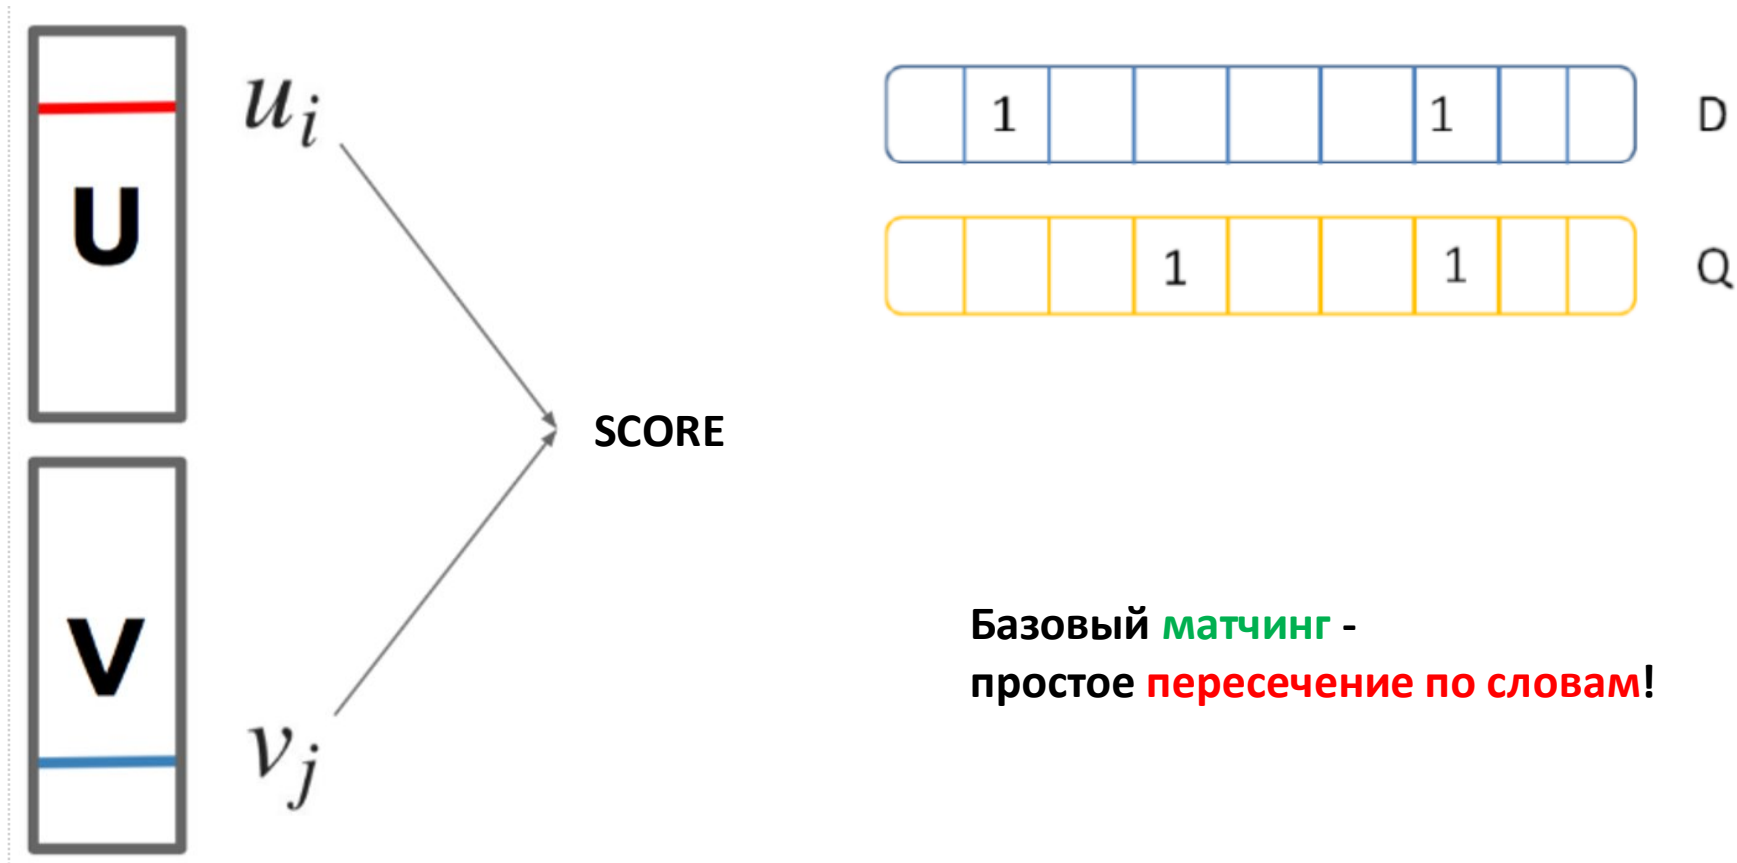 U
u_i
V
v_j
SCORE
1 1 D
1 1 Q
Базовый матчинг -
простое пересечение по словам!